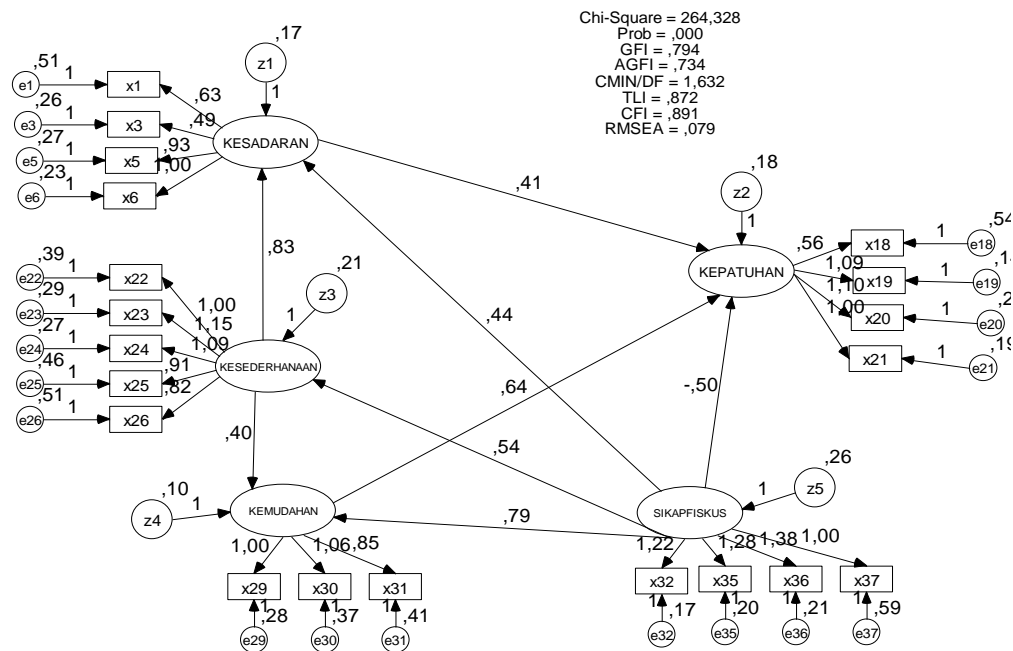 Chi-Square = 264,328
Prob = ,000
GFI = ,794
AGFI = ,734
CMIN/DF = 1,632
TLI = ,872
CFI = ,891
RMSEA = ,079
,17
z1
1
,51
e1
1
x1
,63
,26
e3
1
x3
,49
,27
e5
1
x5
,93
,23
e6
1
x6
1,00
KESADARAN
,41
,18
z2
1
KEPATUHAN
,56
x18
1
e18
,54
1,09
x19
1
e19
1,10
x20
1
e20
1,00
x21
1
e21
,19
,83
,44
,39
e22
1
x22
1,00
,29
e23
1
x23
1,15
,27
e24
1
x24
1,09
,46
e25
1
x25
,91
,51
e26
1
x26
,82
,21
z3
1
KESEDERHANAAN
,64
-,50
,40
,54
,10
z4
1
KEMUDAHAN
,79
SIKAPFISKUS
1
z5
,26
1,00
1,06
,85
x29
x30
x31
1
,28
1
,37
1
,41
e29
e30
e31
1,22
1,28
1,38
1,00
x32
x35
x36
x37
1
,17
1
,20
1
,21
1
,59
e32
e35
e36
e37